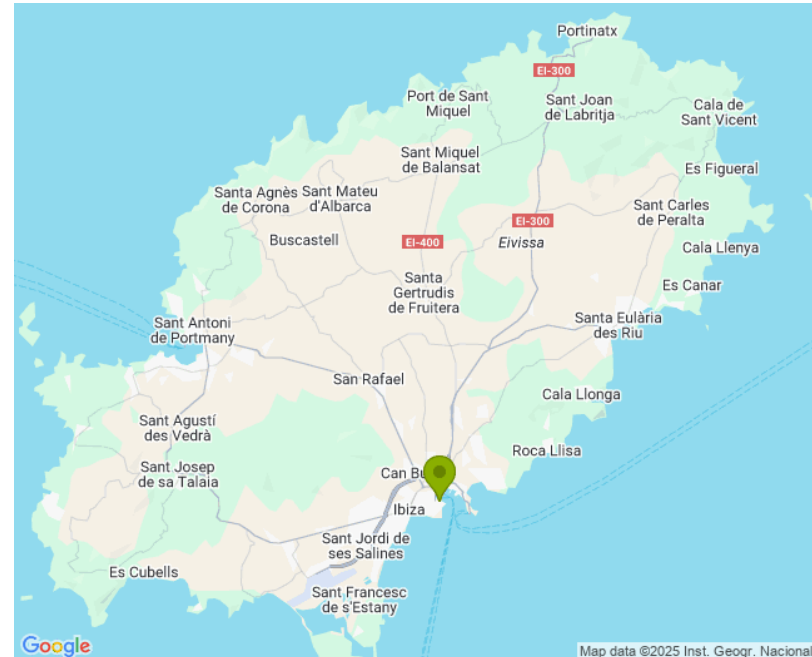 Portinatx
EI-300
Port de Sant
Miquel
Sant Joan
de Labritja
Cala de
Sant Vicent
Sant Miquel
de Balansat
Es Figueral
Santa Agnès
de Corona
Sant Mateu
d'Albarca
Sant Carles
de Peralta
EI-300
Buscastell
EI-400
Eivissa
Cala Llenya
Santa
Gertrudis
de Fruitera
Es Canar
Sant Antoni
de Portmany
Santa Eulària
des Riu
San Rafael
Cala Llonga
Sant Agustí
des Vedrà
Roca Llisa
Sant Josep
de sa Talaia
Can Bu
Ibiza
Sant Jordi de
ses Salines
Es Cubells
Sant Francesc
de s'Estany
Google
Map data ©2025 Inst. Geogr. Nacional